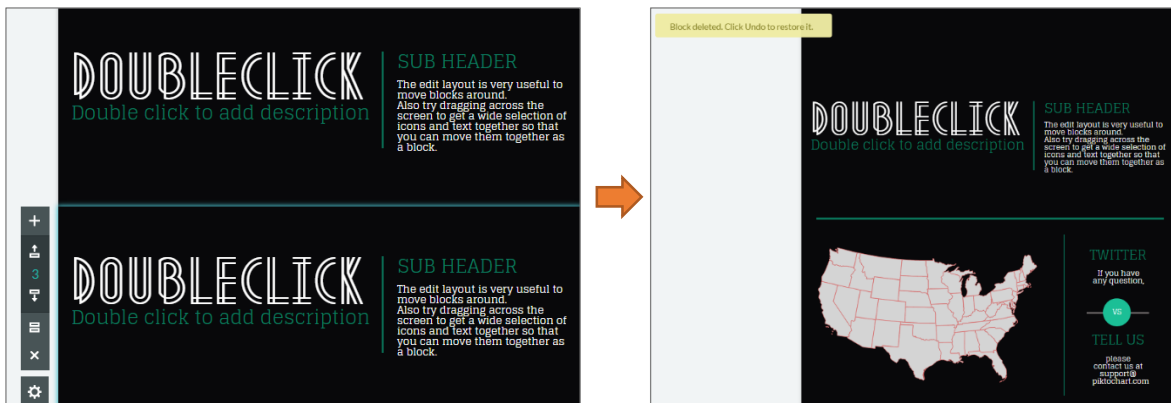 DOUBLECLICK
Double click to add description
SUB HEADER
The edit layout is very useful to
move blocks around.
Also try dragging across the
screen to get a wide selection of
icons and text together so that
you can move them together as
a block.
3
DOUBLECLICK
Double click to add description
SUB HEADER
The edit layout is very useful to
move blocks around.
Also try dragging across the
screen to get a wide selection of
icons and text together so that
you can move them together as
a block.
Block deleted. Click Undo to restore it.
DOUBLECLICK
Double click to add description
SUB HEADER
The edit layout is very useful to
move blocks around.
Also try dragging across the
screen to get a wide selection of
icons and text together so that
you can move them together as
a block.
TWITTER
If you have
any question,
VS
TELL US
please
contact us at
support@
piktochart.com